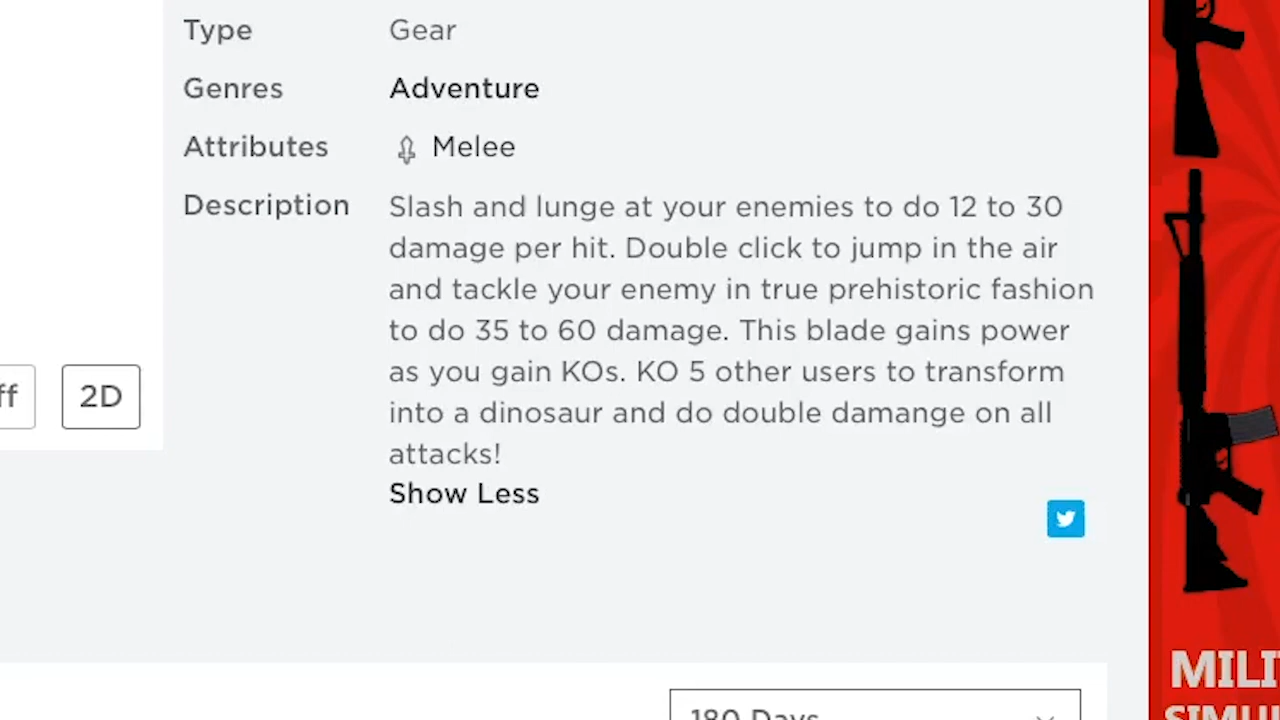 Type Gear
Genres Adventure
Attributes Melee
Description Slash and lunge at your enemies to do 12 to 30
damage per hit. Double click to jump in the air
and tackle your enemy in true prehistoric fashion
to do 35 to 60 damage. This blade gains power
as you gain KOs. KO 5 other users to transform
into a dinosaur and do double damange on all
attacks!
Show Less
ff 2D
MILI
SIMU
180 Days